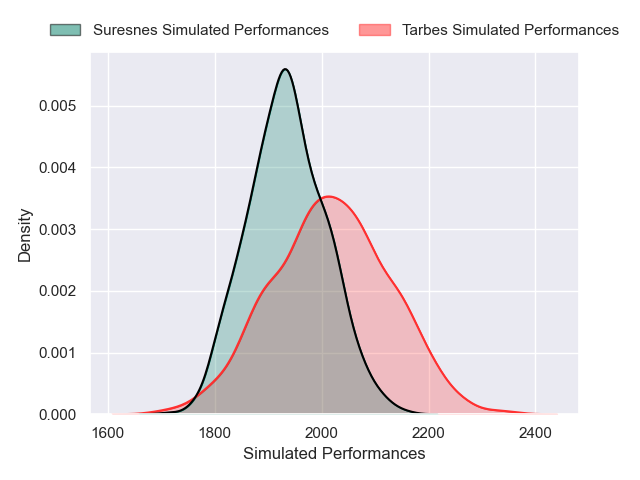 Suresnes Simulated Performances Tarbes Simulated Performances
0.005
0.004
0.003
0.002
0.001
0.000
Density
1600 1800 2000 2200 2400
Simulated Performances